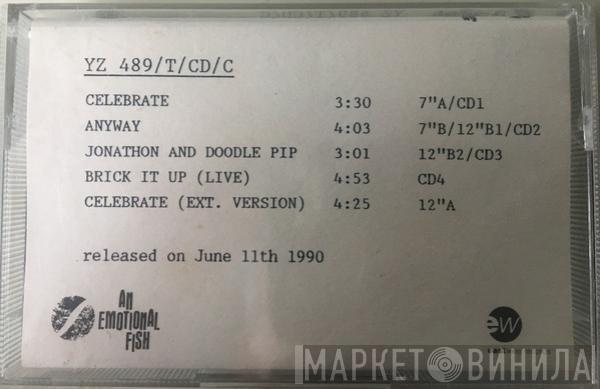 YZ 489/T/CD/C
CELEBRATE 3:30 7"A/CD1
ANYWAY 4:03 7"B/12"B1/CD2
JONATHON AND DOODLE PIP 3:01 12"B2/CD3
BRICK IT UP (LIVE) 4:53 CD4
CELEBRATE (EXT. VERSION) 4:25 12"A
released on June 11th 1990
AN
EMOTIONAL
FISH
ew
МАРКЕТ ВИНИЛА